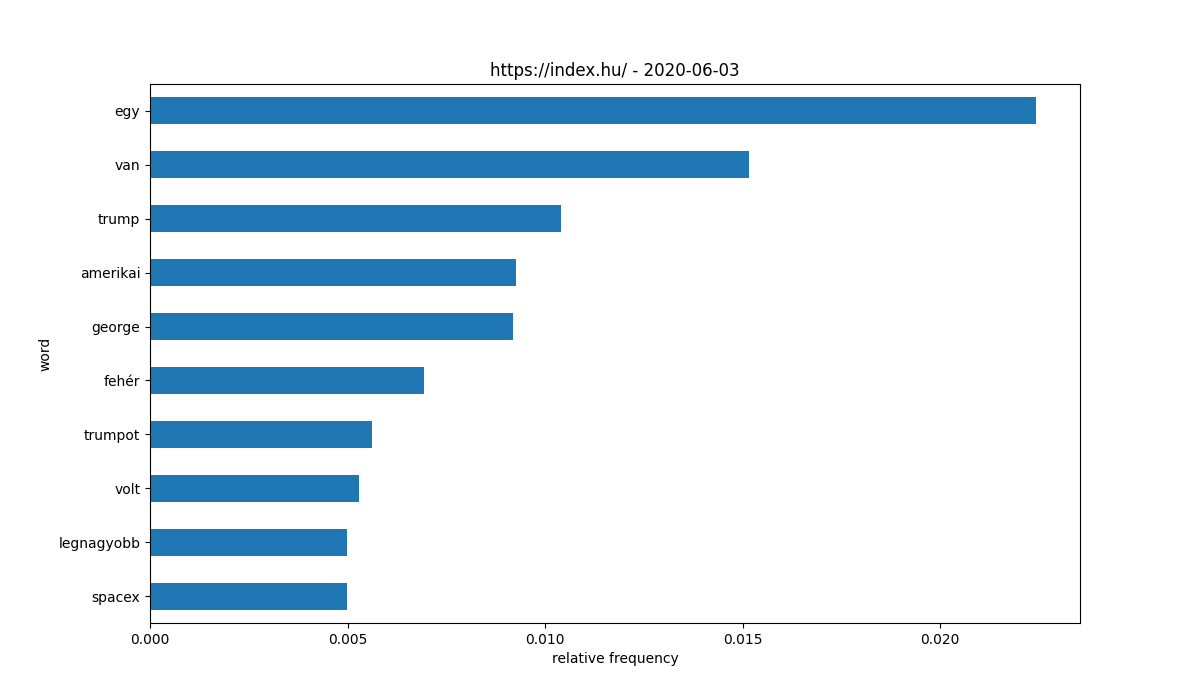 https://index.hu/ - 2020-06-03
egy
van
trump
amerikai
george
fehér
trumpot
volt
legnagyobb
spacex
word
0.000 0.005 0.010 0.015 0.020
relative frequency